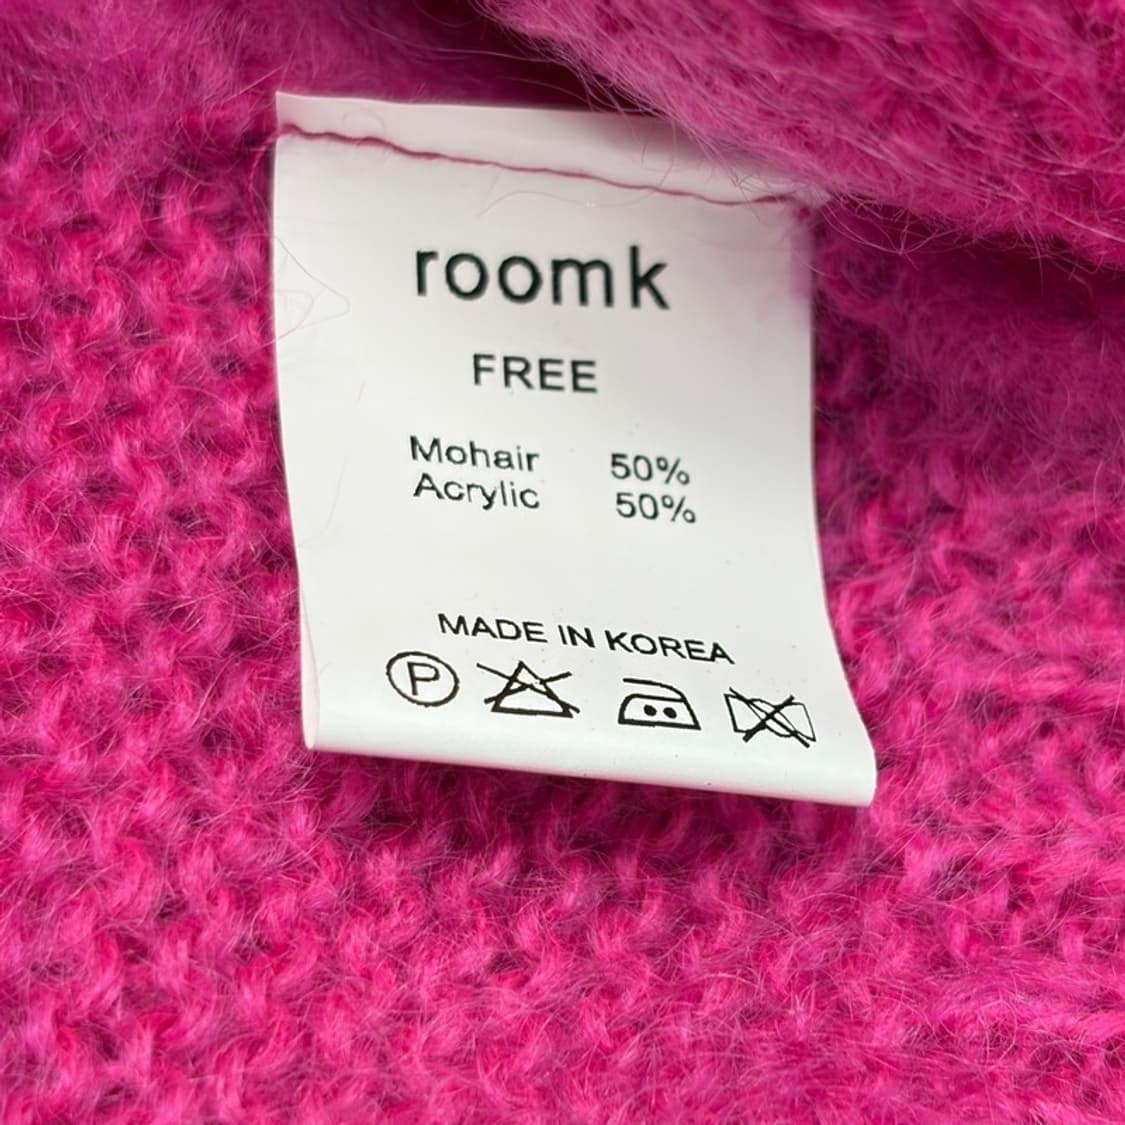 roomk
FREE
Mohair 50%
Acrylic 50%
MADE IN KOREA
P